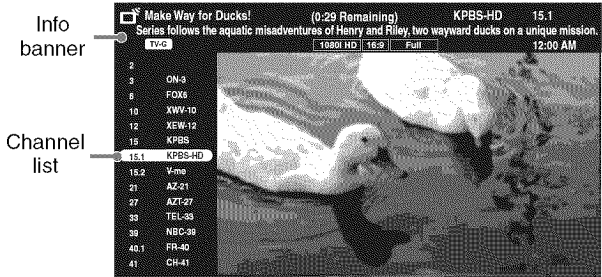 Info
banner
Make Way for Ducks! (0:29 Remaining) KPBS-HD 15.1
Series follows the aquatic misadventures of Henry and Riley, two wayward ducks on a unique mission.
TV-G 1080I HD 16:9 Full 12:00 AM
Channel
list
2
3 ON-3
6 FOX6
10 XWV-10
12 XEW-12
15 KPBS
15.1 KPBS-HD
15.2 V-me
21 AZ-21
27 AZT-27
33 TEL-33
39 NBC-39
40.1 FR-40
41 CH-41